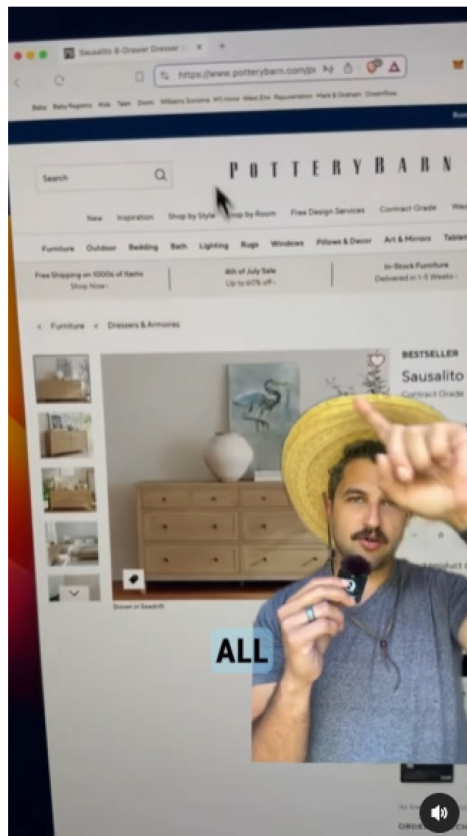 Sausalito 6-Drawer Dresser
https://www.potterybarn.com/pr
Baby Baby Registry Kids Teen Dorm Williams Sonoma WS Home West Elm Rejuvenation Mark & Graham GreenRow
Search
POTTERYBARN
New Inspiration Shop by Style Shop by Room Free Design Services Contract Grade
Furniture Outdoor Bedding Bath Lighting Rugs Windows Pillows & Decor Art & Mirrors
Free Shipping on 1000s of Items
Shop Now ›
4th of July Sale
Up to 60% off ›
In-Stock Furniture
Delivered in 1-5 Weeks ›
< Furniture < Dressers & Armoires
BESTSELLER
Sausalito
Contract Grade
Shown in Seadrift
ALL